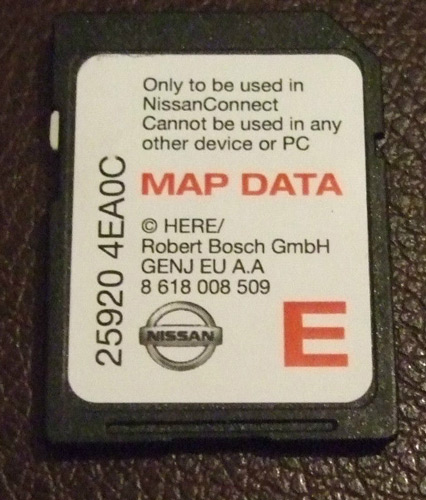 Only to be used in
NissanConnect
Cannot be used in any
other device or PC
MAP DATA
© HERE/
Robert Bosch GmbH
GENJ EU A.A
8 618 008 509
25920 4EA0C
NISSAN
E